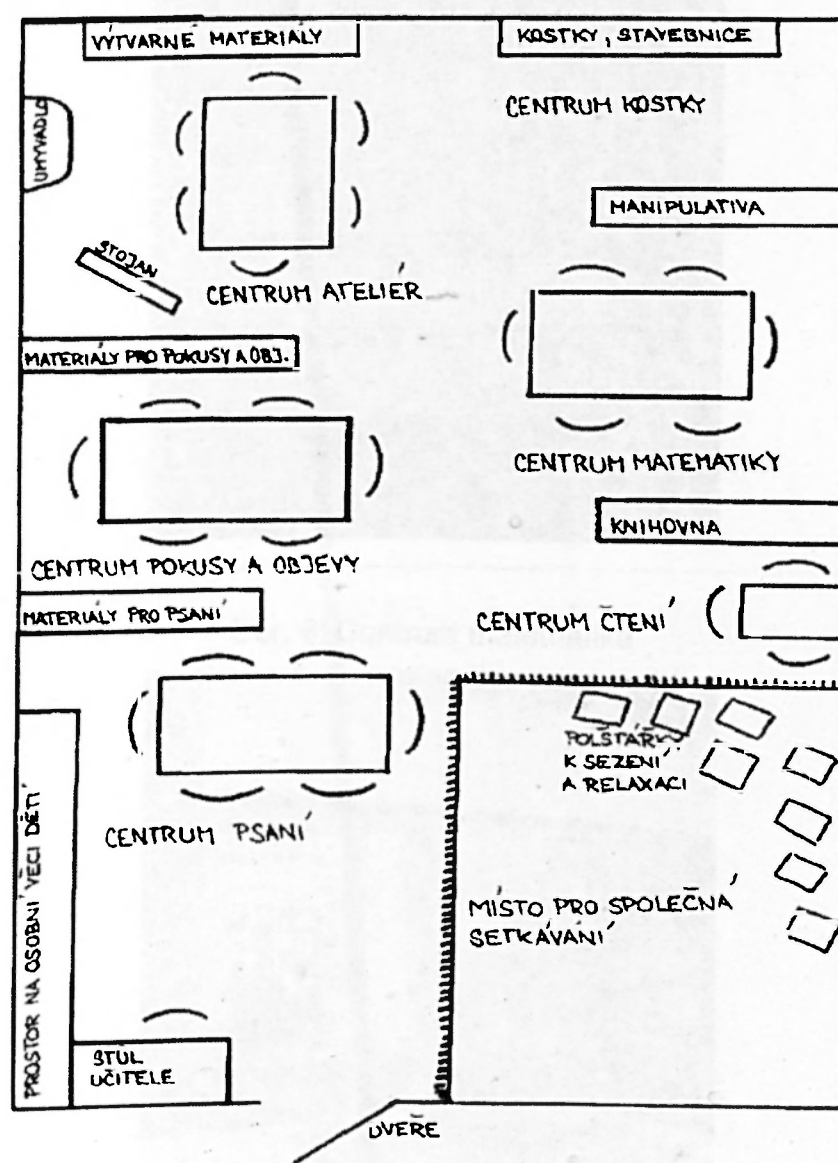 VÝTVARNÉ MATERIÁLY
KOSTKY, STAVEBNICE
UMYVADLO
CENTRUM KOSTKY
MANIPULATIVA
STOJAN
CENTRUM ATELIÉR
MATERIÁLY PRO POKUSY A OBJ.
CENTRUM MATEMATIKY
KNIHOVNA
CENTRUM POKUSY A OBJEVY
MATERIÁLY PRO PSANÍ
CENTRUM ČTENÍ
POLŠTÁŘKY
K SEZENÍ
A RELAXACI
CENTRUM PSANÍ
PROSTOR NA OSOBNÍ VĚCI DĚTÍ
MÍSTO PRO SPOLEČNÁ
SETKÁVÁNÍ
STŮL
UČITELE
DVEŘE